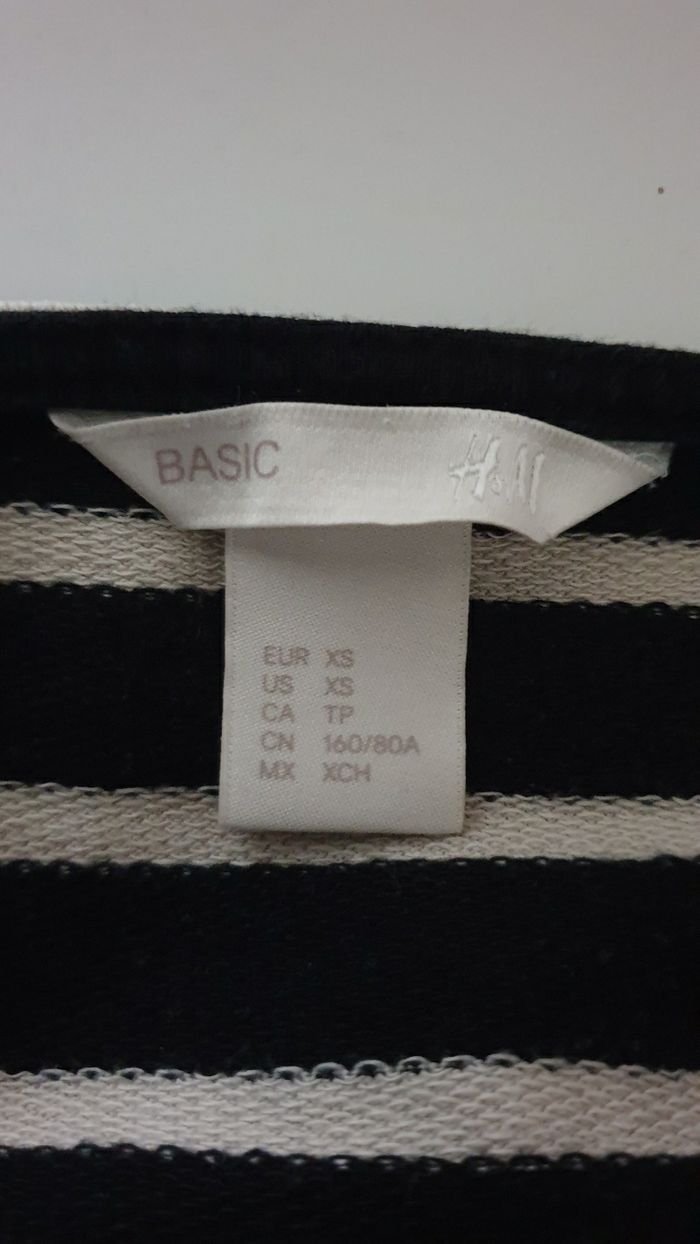 BASIC H&M
EUR XS
US XS
CA TP
CN 160/80A
MX XCH